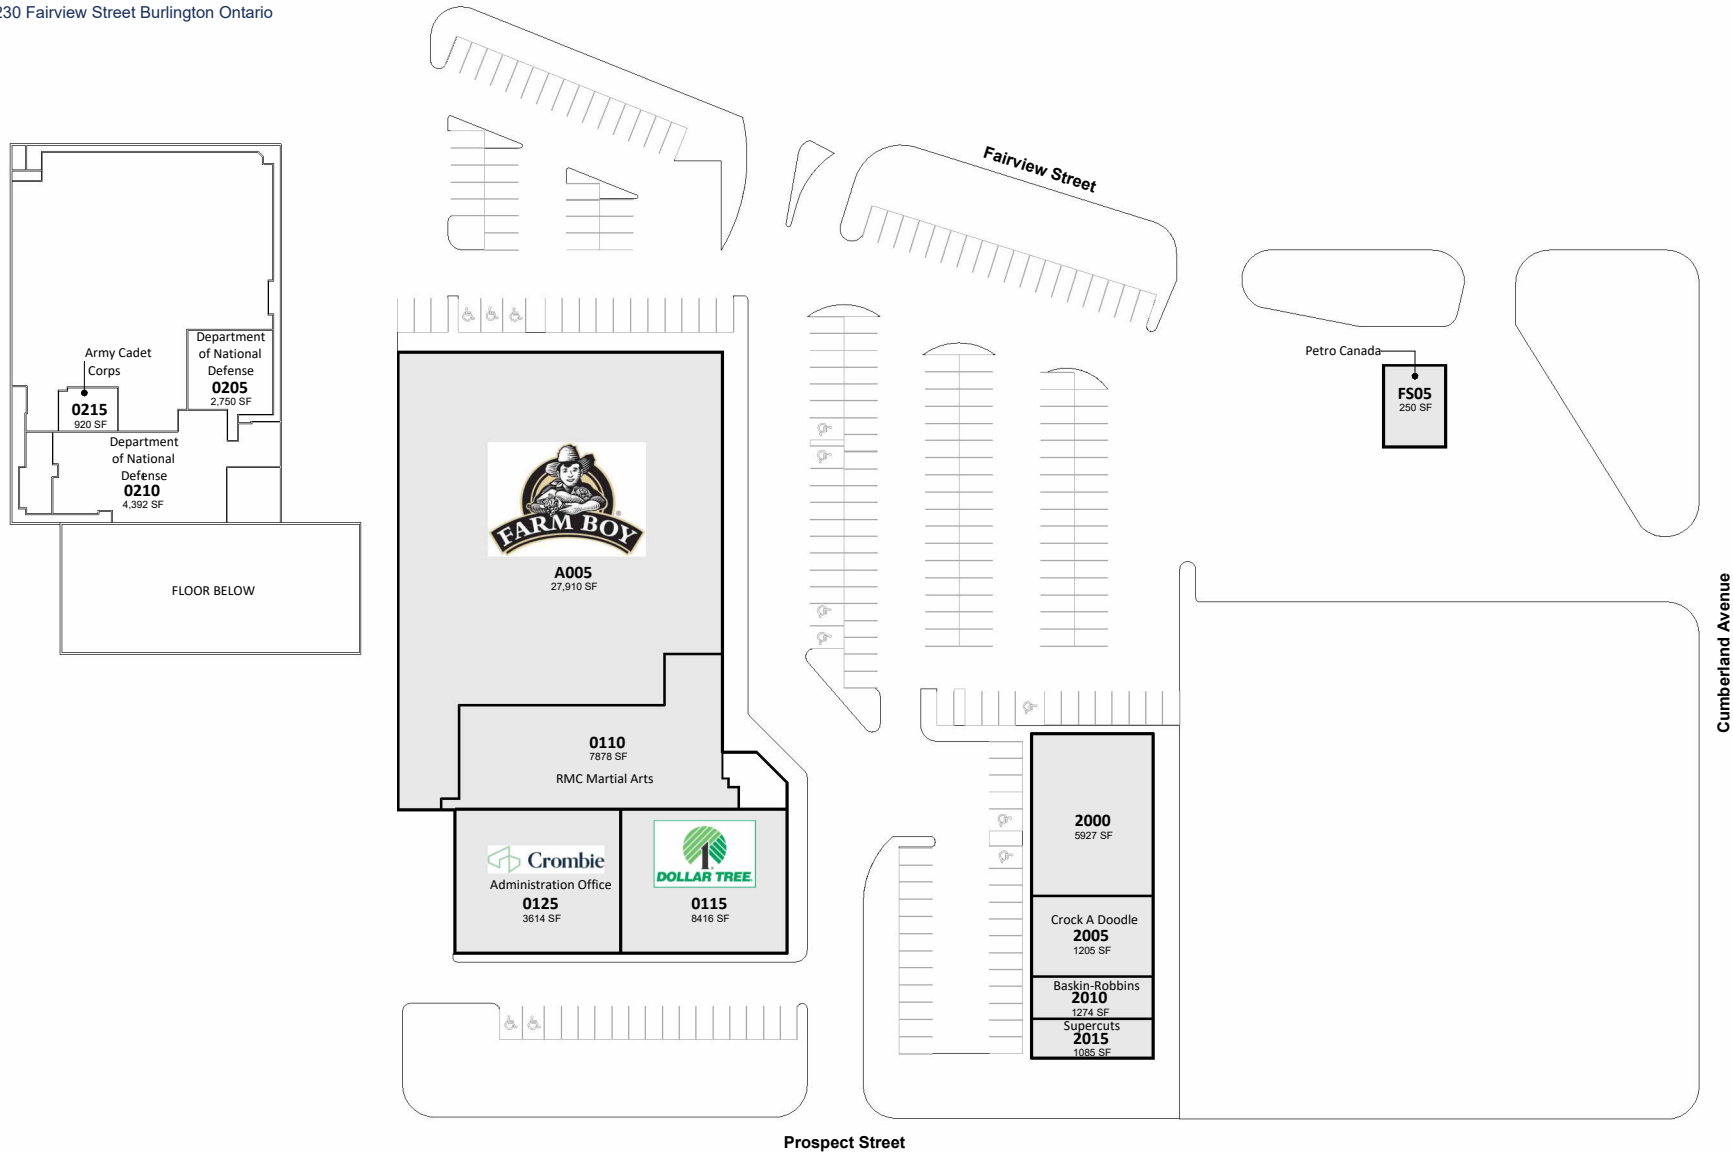 230 Fairview Street Burlington Ontario
Fairview Street
Department
of National
Defense
0205
2,750 SF
Army Cadet
Corps
0215
920 SF
Department
of National
Defense
0210
4,392 SF
FLOOR BELOW
FARM BOY
A005
27,910 SF
0110
7878 SF
RMC Martial Arts
Crombie
Administration Office
0125
3614 SF
DOLLAR TREE
0115
8416 SF
Petro Canada
FS05
250 SF
2000
5927 SF
Crock A Doodle
2005
1205 SF
Baskin-Robbins
2010
1274 SF
Supercuts
2015
1085 SF
Cumberland Avenue
Prospect Street